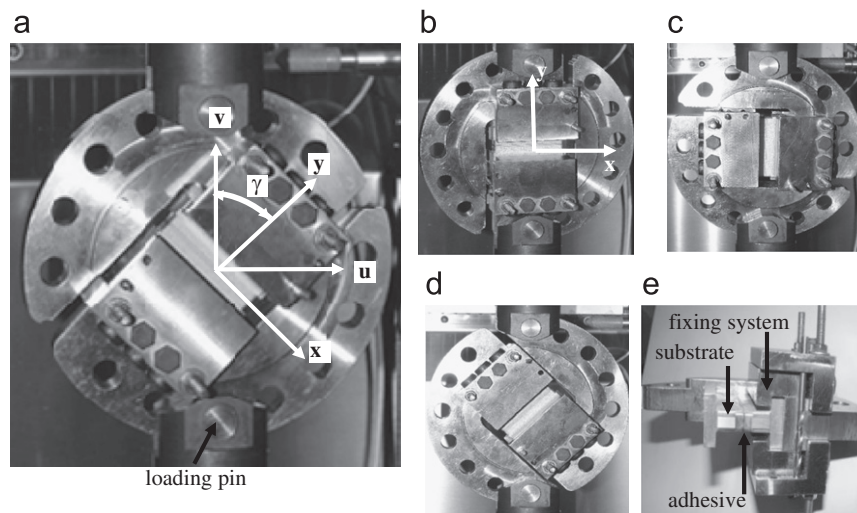 a
b
c
v
y
γ
u
x
loading pin
y
x
d
e
fixing system
substrate
adhesive